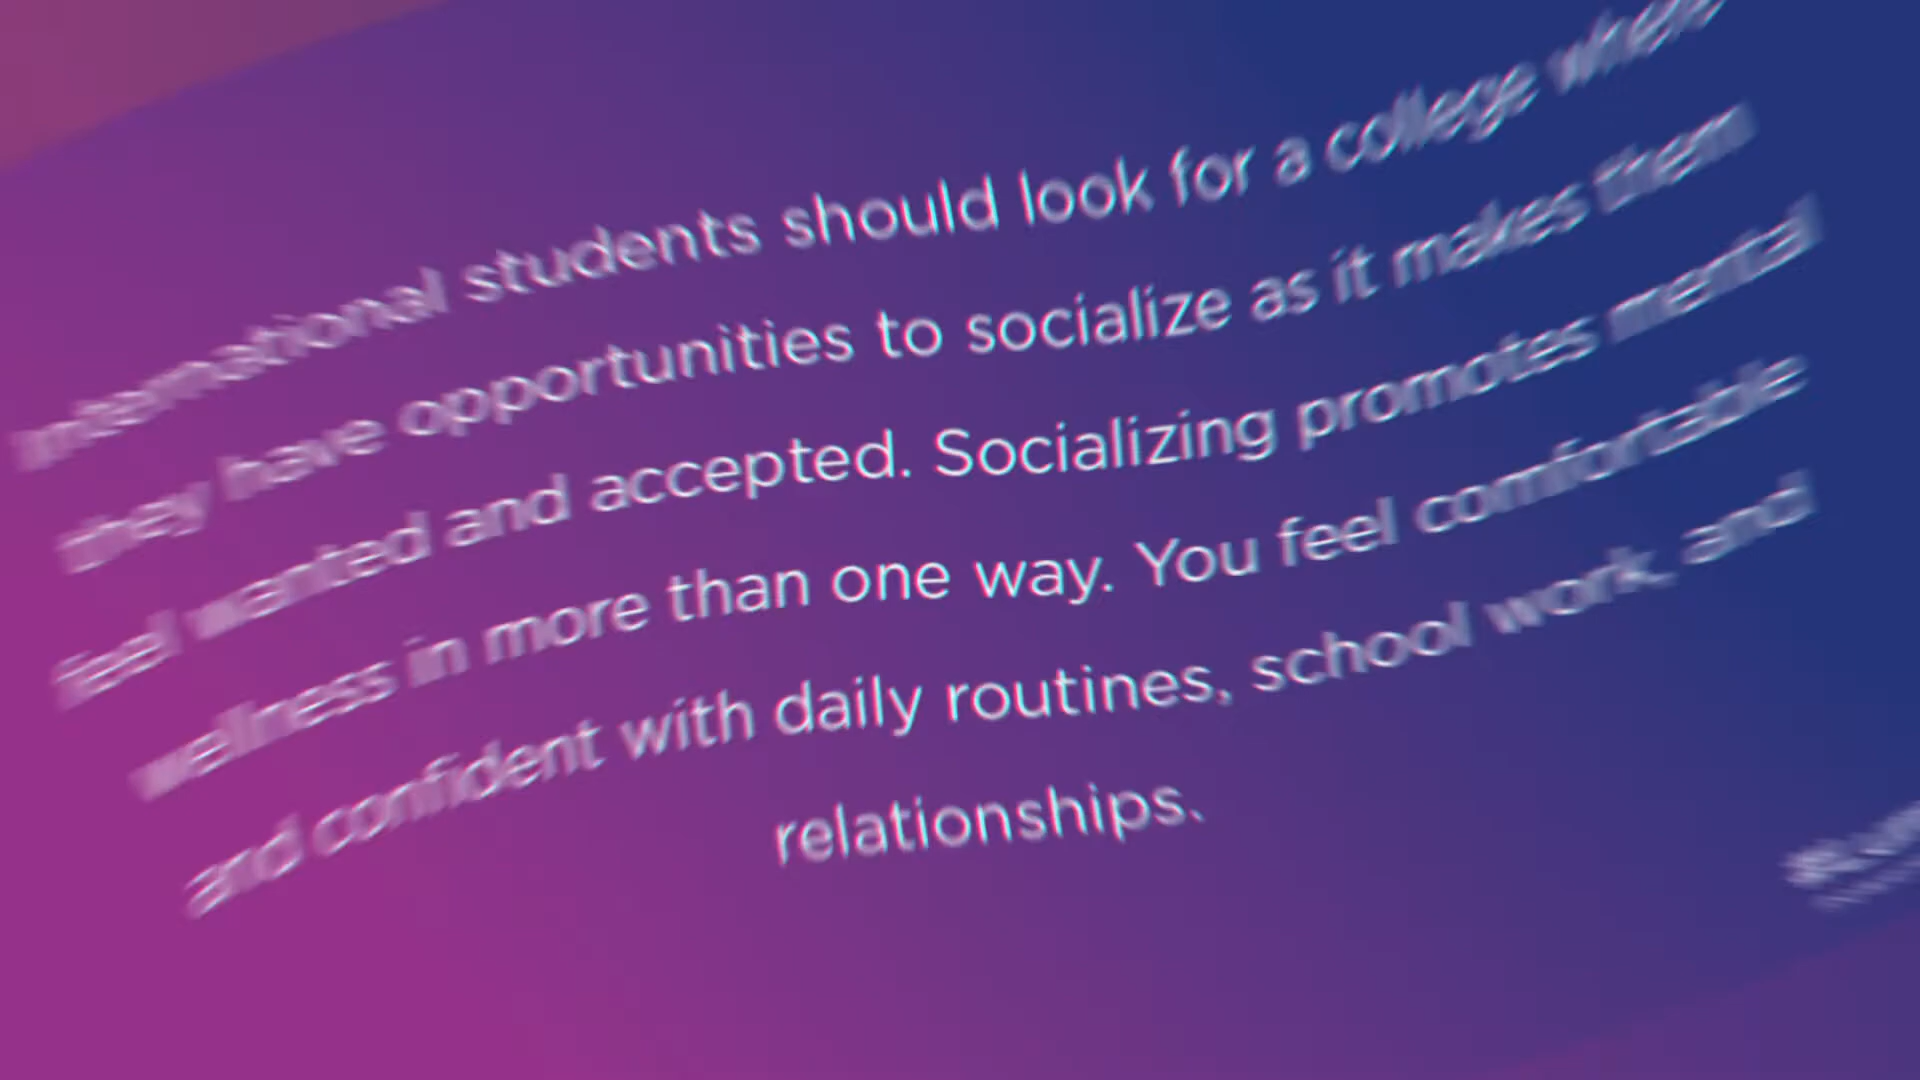 International students should look for a college where
they have opportunities to socialize as it makes them
feel wanted and accepted. Socializing promotes mental
wellness in more than one way. You feel comfortable
and confident with daily routines, school work, and
relationships.